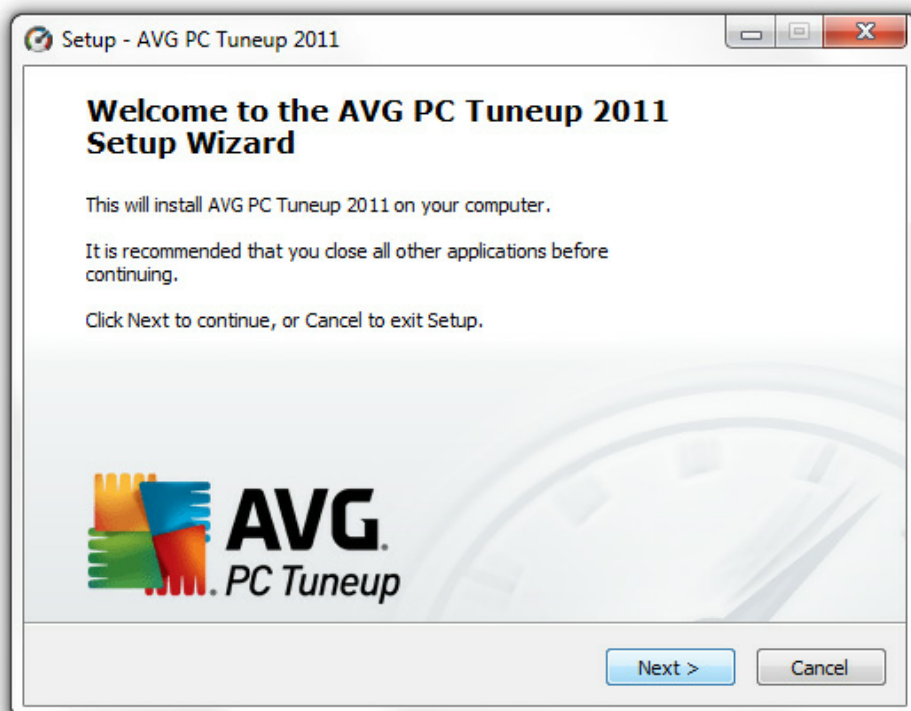 Setup - AVG PC Tuneup 2011
Welcome to the AVG PC Tuneup 2011
Setup Wizard
This will install AVG PC Tuneup 2011 on your computer.
It is recommended that you close all other applications before
continuing.
Click Next to continue, or Cancel to exit Setup.
AVG.
PC Tuneup
Next >
Cancel